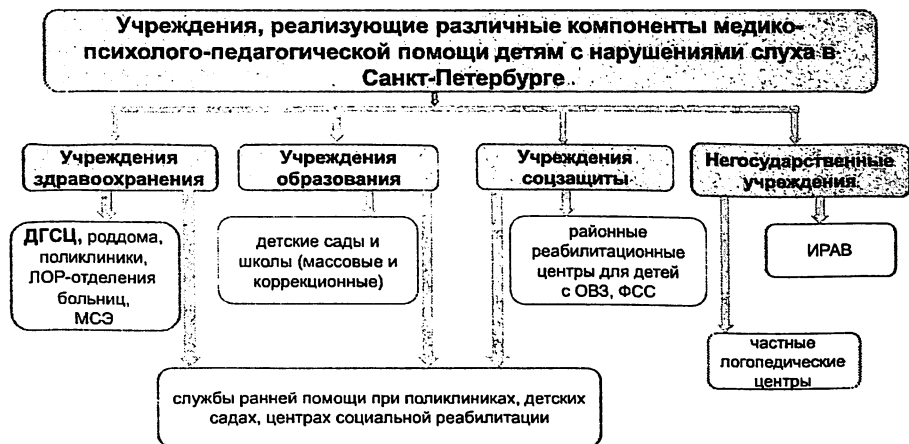 Учреждения, реализующие различные компоненты медико-
психолого-педагогической помощи детям с нарушениями слуха в
Санкт-Петербурге
Учреждения
здравоохранения
Учреждения
образования
Учреждения
соцзащиты
Негосударственные
учреждения
ДГСЦ, роддома,
поликлиники,
ЛОР-отделения
больниц,
МСЭ
детские сады и
школы (массовые и
коррекционные)
районные
реабилитационные
центры для детей
с ОВЗ, ФСС
ИРАВ
частные
логопедические
центры
службы ранней помощи при поликлиниках, детских
садах, центрах социальной реабилитации